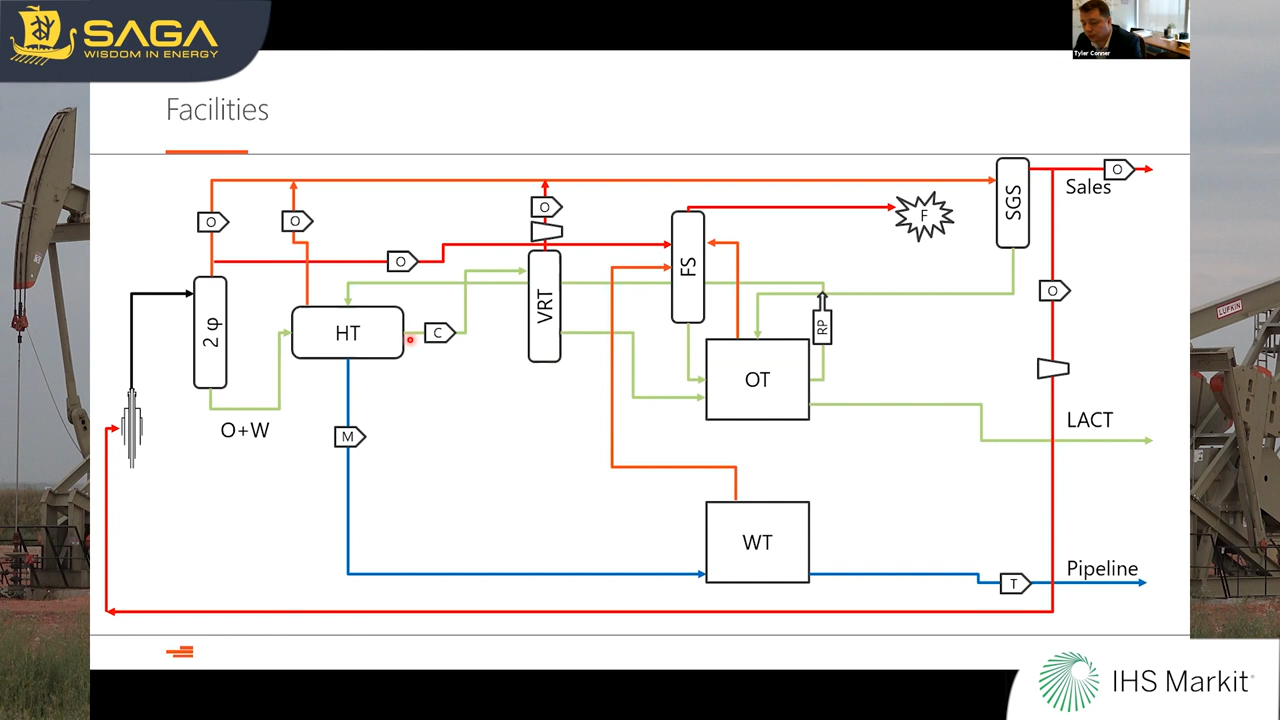 SAGA
WISDOM IN ENERGY
Tyler Conner
Facilities
SGS
O
Sales
O
O
O
F
O
FS
VRT
O
2 φ
HT
C
RP
OT
O+W
M
LACT
WT
Pipeline
T
LUFKIN
IHS Markit